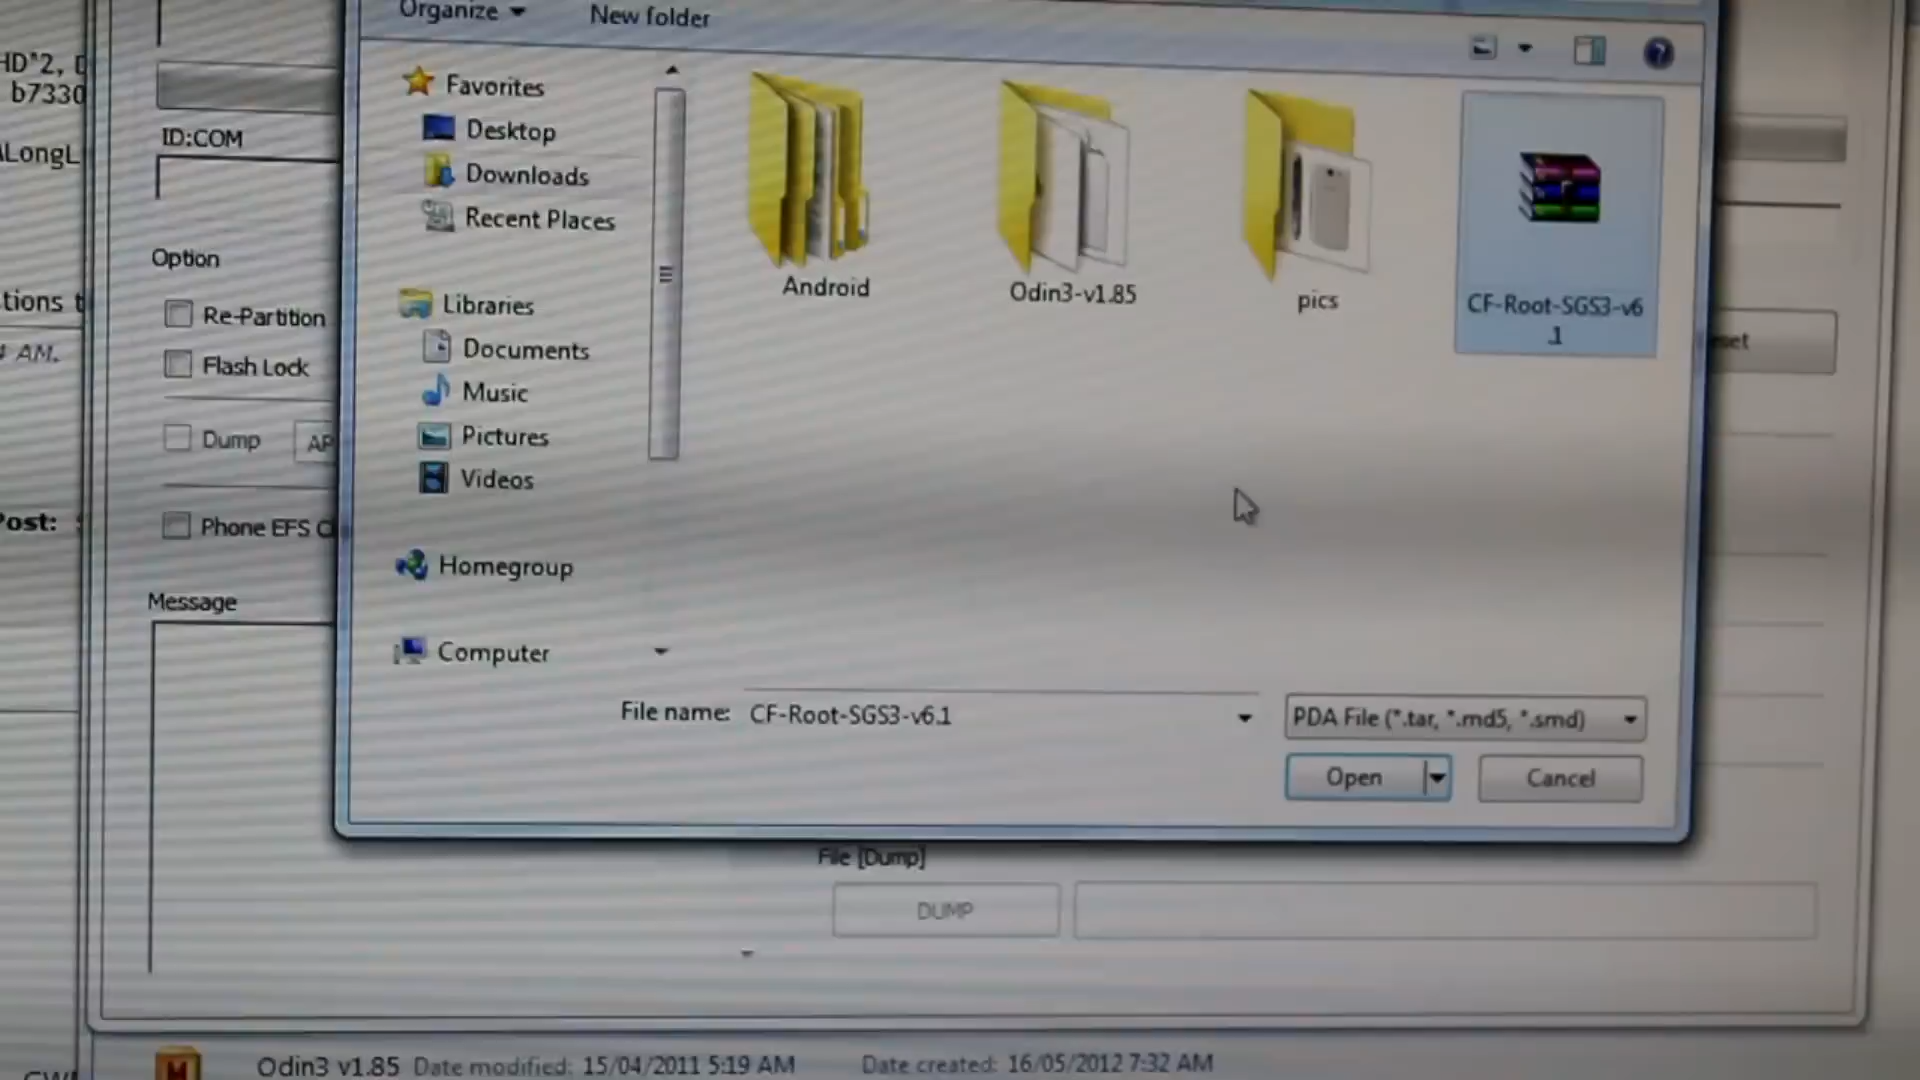 Organize
New folder
HD"2,
b7330
ID:COM
Favorites
Desktop
Downloads
Recent Places
Option
tions
AM.
Re-Partition
Flash Lock
Dump
Phone EFS
Post:
Message
Libraries
Documents
Music
Pictures
Videos
Homegroup
Computer
Android
Odin3-v1.85
pics
CF-Root-SGS3-v6
.1
File name: CF-Root-SGS3-v6.1
PDA File (*.tar, *.md5, *.smd)
Open
Cancel
File [Dump]
DUMP
Odin3 v1.85 Date modified: 15/04/2011 5:19 AM Date created: 16/05/2012 7:32 AM